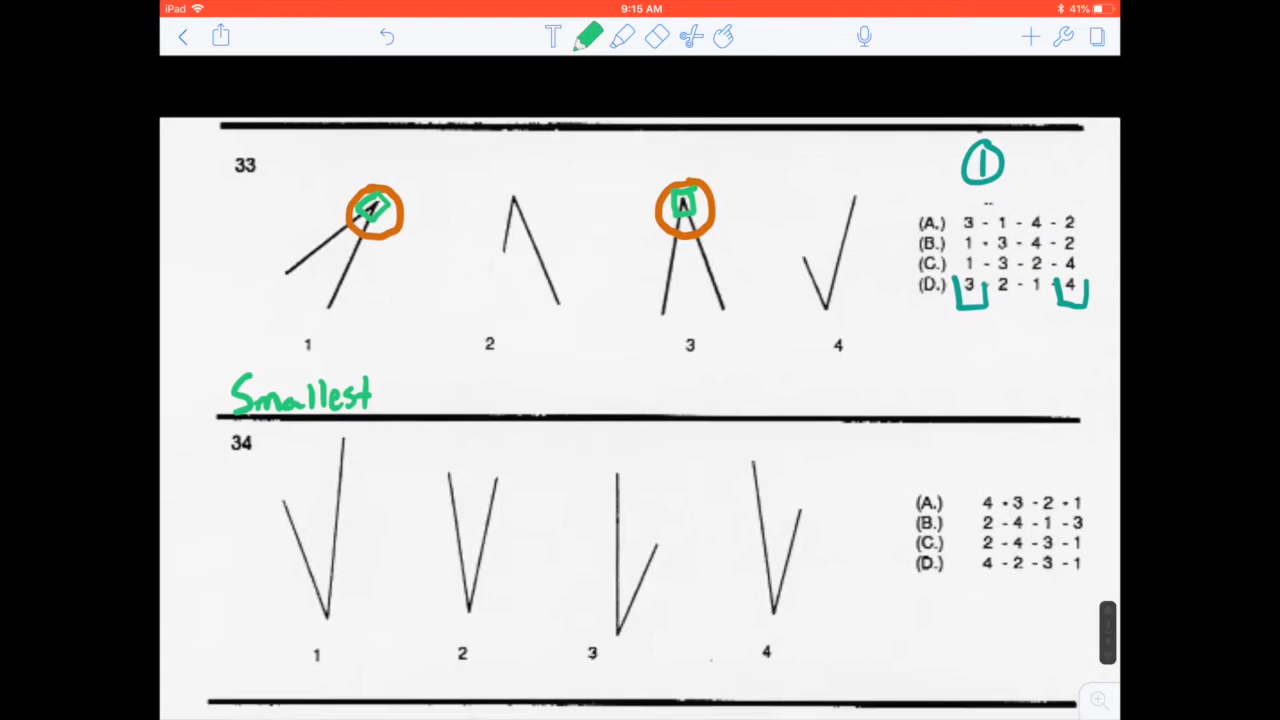 iPad 9:15 AM 41%
T
33
1
(A.) 3 - 1 - 4 - 2
(B.) 1 - 3 - 4 - 2
(C.) 1 - 3 - 2 - 4
(D.) 3 - 2 - 1 - 4
1 2 3 4
Smallest
34
(A.) 4 - 3 - 2 - 1
(B.) 2 - 4 - 1 - 3
(C.) 2 - 4 - 3 - 1
(D.) 4 - 2 - 3 - 1
1 2 3 4